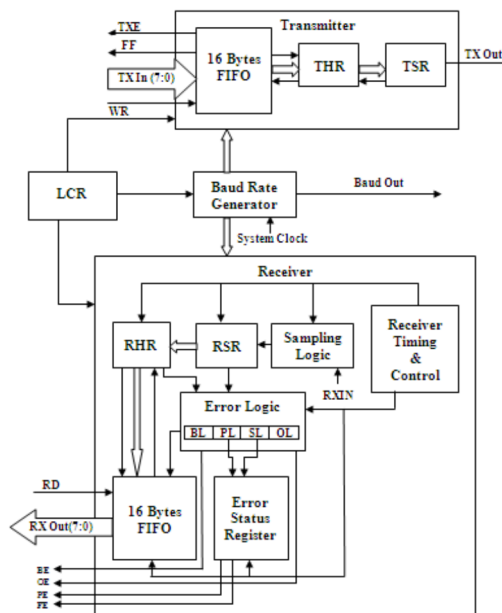 Transmitter
TXE
FF
TX In (7:0)
WR
16 Bytes
FIFO
THR
TSR
TX Out
LCR
Baud Rate
Generator
Baud Out
System Clock
Receiver
RHR
RSR
Sampling
Logic
Receiver
Timing
&
Control
RXIN
Error Logic
BL PL SL OL
RD
16 Bytes
FIFO
RX Out(7:0)
Error
Status
Register
BE
OE
PE
FE